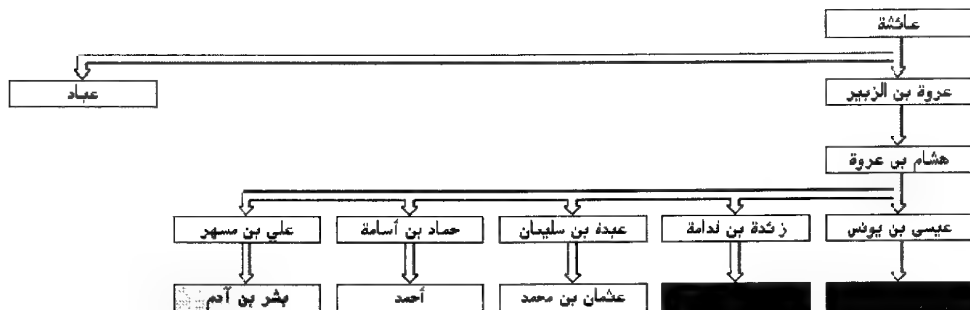 عائشة
عروة بن الزبير
عباد
هشام بن عروة
عيسى بن يونس
زئدة بن قدامة
عبدة بن سليمان
حماد بن أسامة
علي بن مسهر
عثمان بن محمد
أحمد
بشر بن آدم